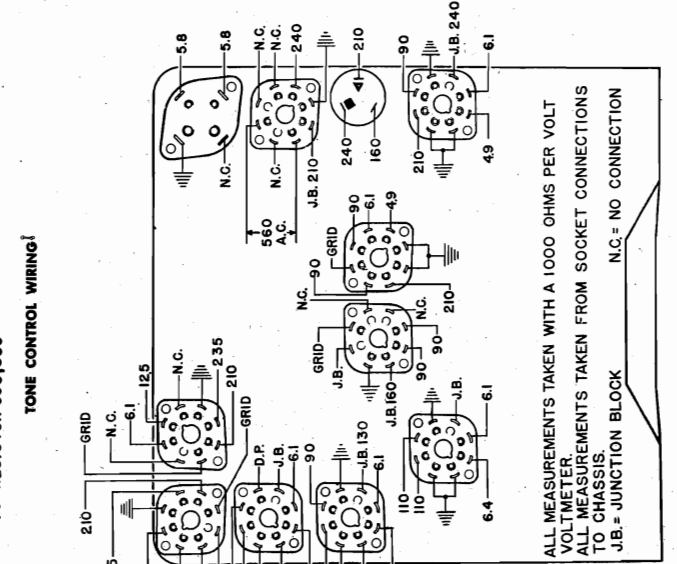 TONE CONTROL WIRING
5.8
5.8
N.C.
N.C.
N.C.
240
N.C.
560
A.C.
J.B. 210
210
240
160
90
J.B. 240
6.1
210
4.9
GRID
90
90
6.1
4.9
210
N.C.
GRID
J.B.
N.C.
90
90
J.B.160
GRID
N.C.
6.1
12.5
N.C.
235
210
210
GRID
D.P.
J.B.
6.1
90
J.B.130
6.1
110
110
J.B.
6.1
6.4
5
ALL MEASUREMENTS TAKEN WITH A 1000 OHMS PER VOLT
VOLTMETER.
ALL MEASUREMENTS TAKEN FROM SOCKET CONNECTIONS
TO CHASSIS.
J.B.= JUNCTION BLOCK N.C.= NO CONNECTION